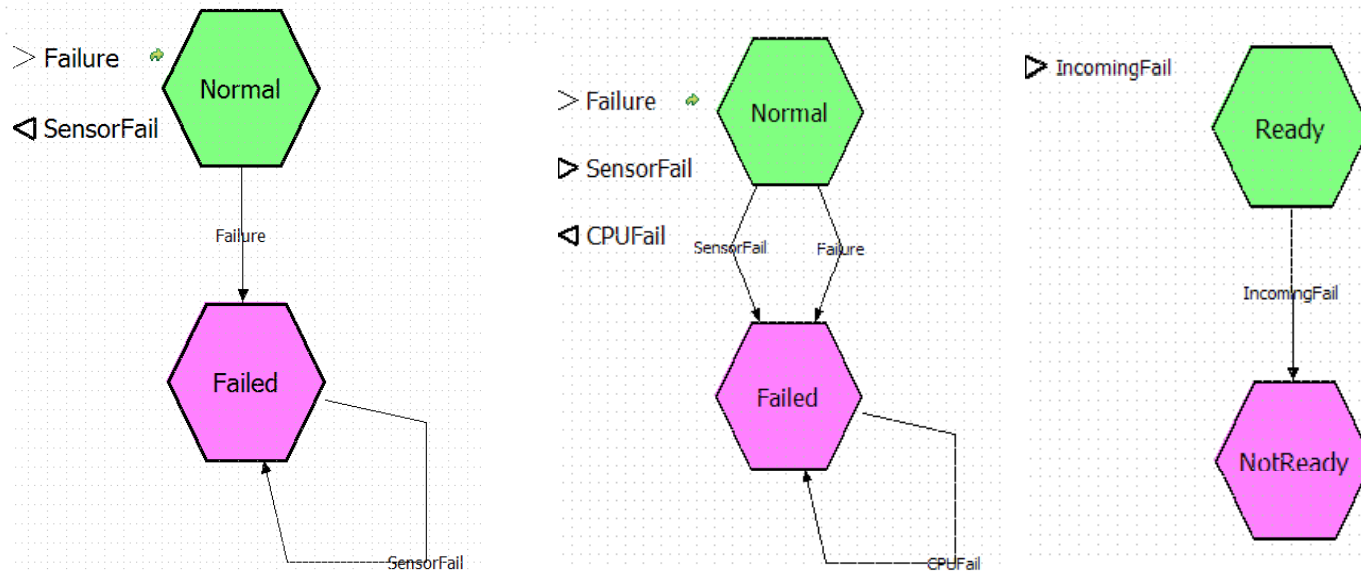 Failure
SensorFail
Normal
Failure
Failed
SensorFail
Failure
SensorFail
CPUFail
Normal
SensorFail
Failure
Failed
CPUFail
IncomingFail
Ready
IncomingFail
NotReady